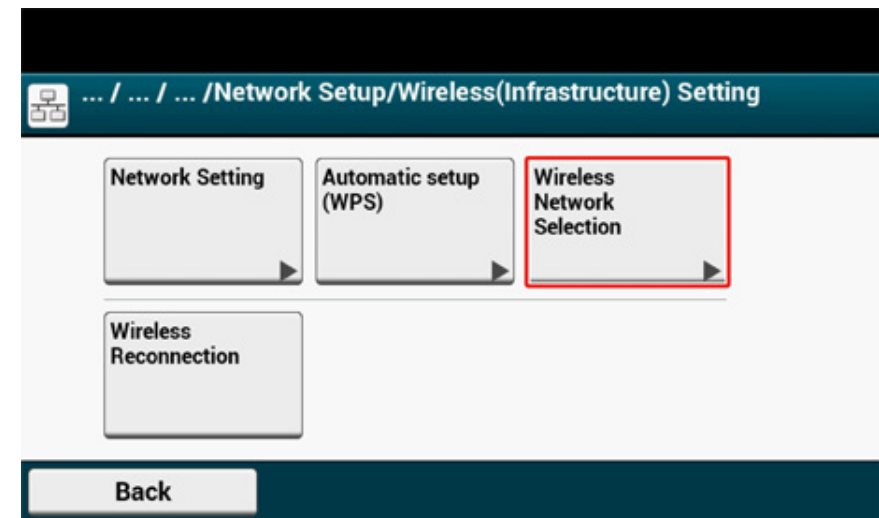 ... / ... / ... /Network Setup/Wireless(Infrastructure) Setting
Network Setting
Automatic setup
(WPS)
Wireless
Network
Selection
Wireless
Reconnection
Back